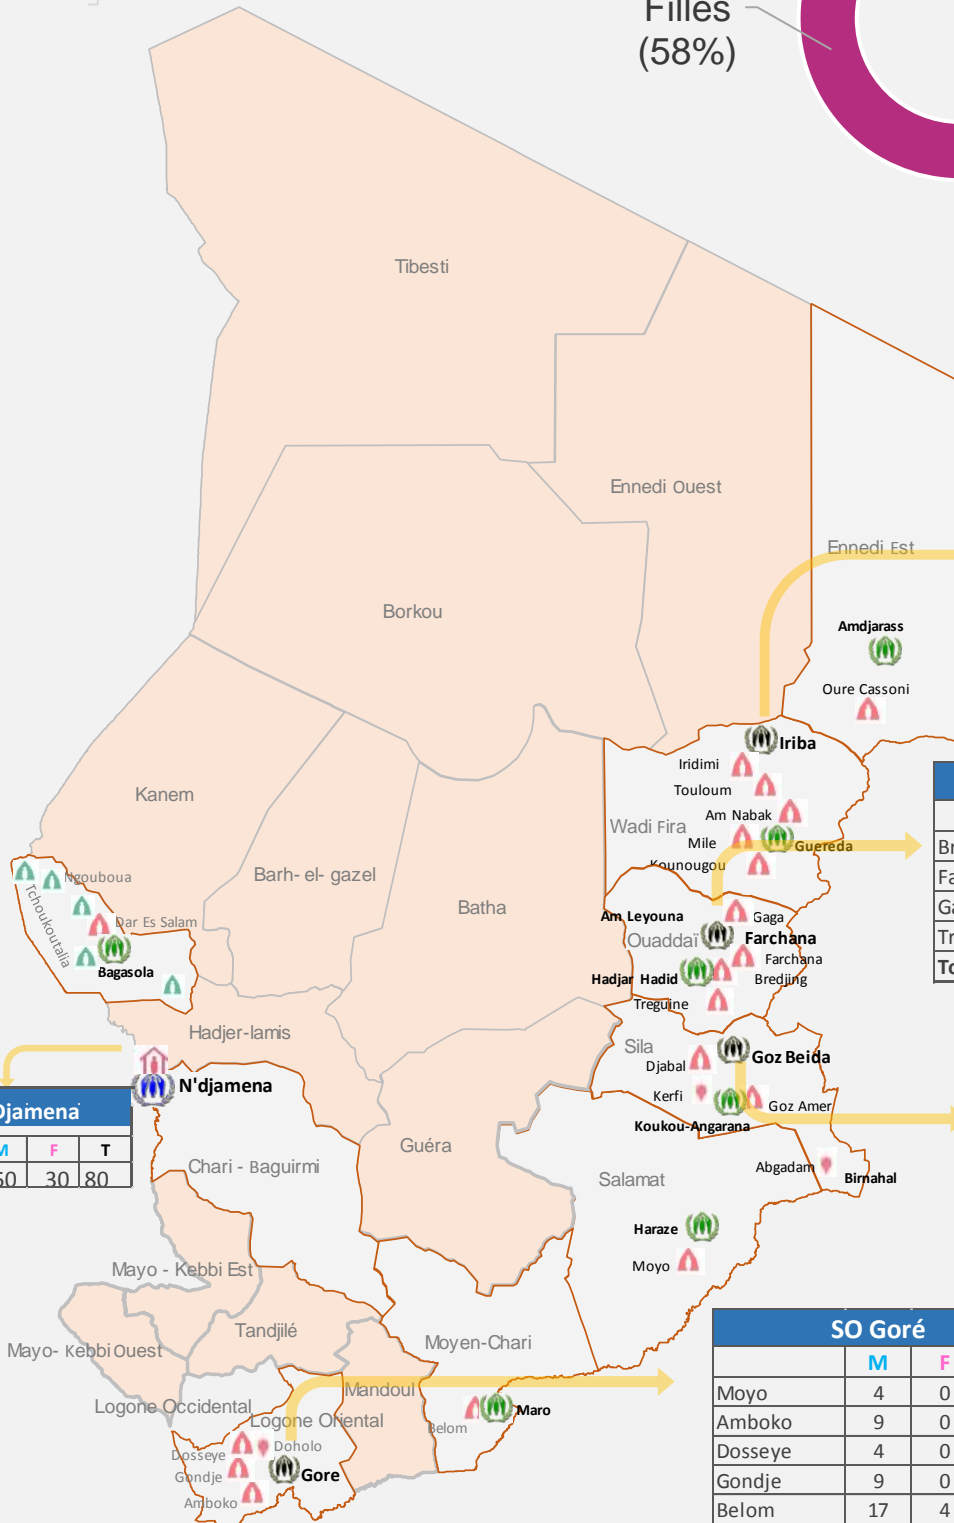 Filles
(58%)
Tibesti
Ennedi Ouest
Ennedi Est
Borkou
Amdjarass
Oure Cassoni
Iriba
Iridimi
Touloum
Kanem
Am Nabak
Wadi Fira
Mile
Guereda
Kounougou
Ngouboua
Barh- el- gazel
Tchoukoutalia
Batha
Dar Es Salam
Am Leyouna
Gaga
Ouaddaï
Farchana
Farchana
Bagasola
Hadjar Hadid
Bredjing
Treguine
Hadjer-lamis
Sila
Goz Beida
Djabal
N'djamena
Kerfi
Goz Amer
Koukou-Angarana
Djamena
M F T
50 30 80
Guéra
Chari - Baguirmi
Abgadam
Birnahal
Salamat
Haraze
Moyo
Mayo - Kebbi Est
Tandjilé
Moyen-Chari
Mayo- Kebbi Ouest
Mandoul
Logone Occidental
Logone Oriental
Maro
Belom
Dosseye
Doholo
Gondje
Gore
Amboko
SO Goré
M F
Moyo 4 0
Amboko 9 0
Dosseye 4 0
Gondje 9 0
Belom 17 4